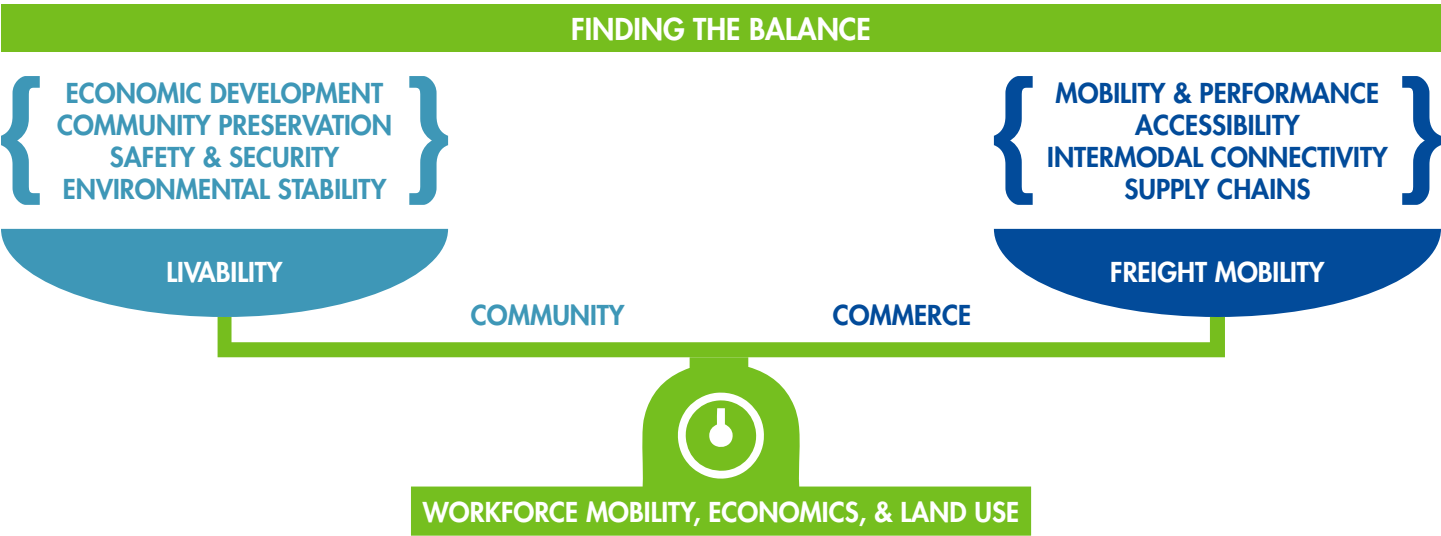 FINDING THE BALANCE
ECONOMIC DEVELOPMENT
COMMUNITY PRESERVATION
SAFETY & SECURITY
ENVIRONMENTAL STABILITY
LIVABILITY
MOBILITY & PERFORMANCE
ACCESSIBILITY
INTERMODAL CONNECTIVITY
SUPPLY CHAINS
FREIGHT MOBILITY
COMMUNITY
COMMERCE
WORKFORCE MOBILITY, ECONOMICS, & LAND USE